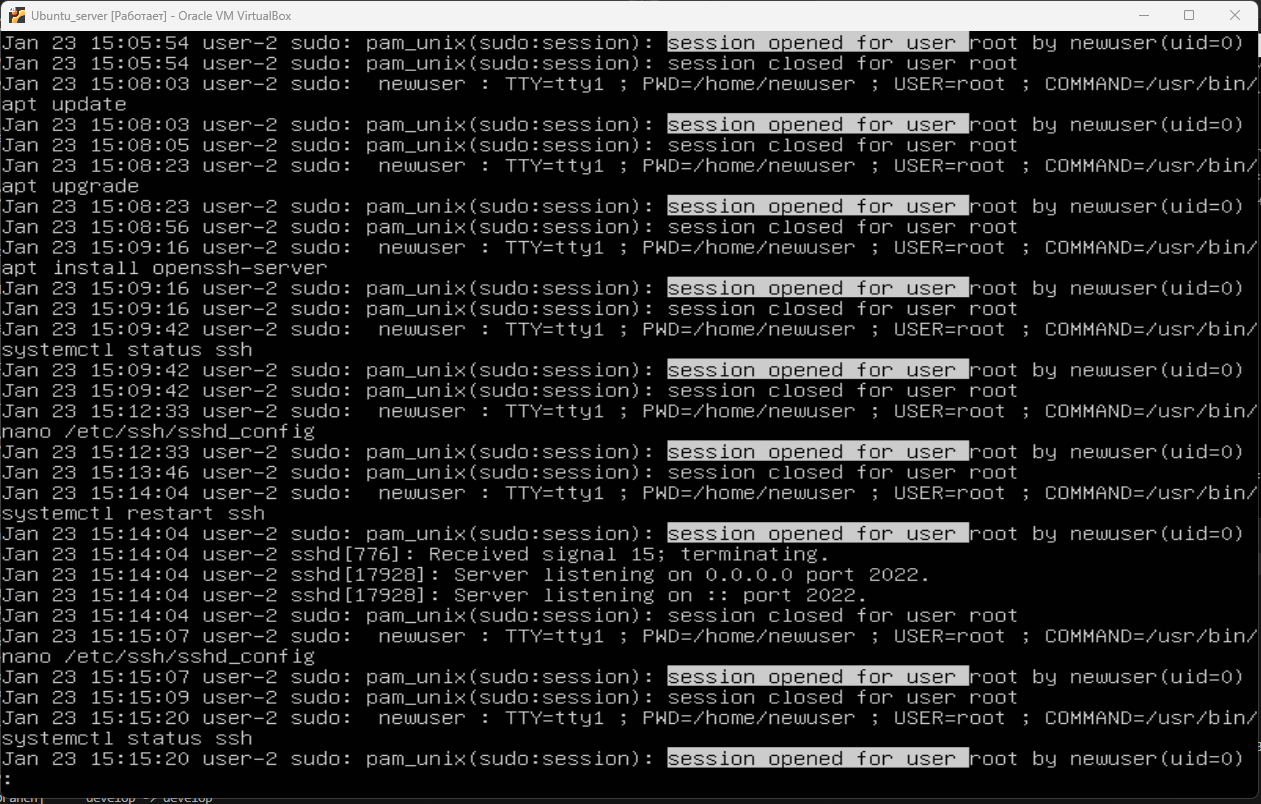 Ubuntu_server [Работает] - Oracle VM VirtualBox
Jan 23 15:05:54 user-2 sudo: pam_unix(sudo:session): session opened for user root by newuser(uid=0)
Jan 23 15:05:54 user-2 sudo: pam_unix(sudo:session): session closed for user root
Jan 23 15:08:03 user-2 sudo:  newuser : TTY=tty1 ; PWD=/home/newuser ; USER=root ; COMMAND=/usr/bin/
apt update
Jan 23 15:08:03 user-2 sudo: pam_unix(sudo:session): session opened for user root by newuser(uid=0)
Jan 23 15:08:05 user-2 sudo: pam_unix(sudo:session): session closed for user root
Jan 23 15:08:23 user-2 sudo:  newuser : TTY=tty1 ; PWD=/home/newuser ; USER=root ; COMMAND=/usr/bin/
apt upgrade
Jan 23 15:08:23 user-2 sudo: pam_unix(sudo:session): session opened for user root by newuser(uid=0)
Jan 23 15:08:56 user-2 sudo: pam_unix(sudo:session): session closed for user root
Jan 23 15:09:16 user-2 sudo:  newuser : TTY=tty1 ; PWD=/home/newuser ; USER=root ; COMMAND=/usr/bin/
apt install openssh-server
Jan 23 15:09:16 user-2 sudo: pam_unix(sudo:session): session opened for user root by newuser(uid=0)
Jan 23 15:09:16 user-2 sudo: pam_unix(sudo:session): session closed for user root
Jan 23 15:09:42 user-2 sudo:  newuser : TTY=tty1 ; PWD=/home/newuser ; USER=root ; COMMAND=/usr/bin/
systemctl status ssh
Jan 23 15:09:42 user-2 sudo: pam_unix(sudo:session): session opened for user root by newuser(uid=0)
Jan 23 15:09:42 user-2 sudo: pam_unix(sudo:session): session closed for user root
Jan 23 15:12:33 user-2 sudo:  newuser : TTY=tty1 ; PWD=/home/newuser ; USER=root ; COMMAND=/usr/bin/
nano /etc/ssh/sshd_config
Jan 23 15:12:33 user-2 sudo: pam_unix(sudo:session): session opened for user root by newuser(uid=0)
Jan 23 15:13:46 user-2 sudo: pam_unix(sudo:session): session closed for user root
Jan 23 15:14:04 user-2 sudo:  newuser : TTY=tty1 ; PWD=/home/newuser ; USER=root ; COMMAND=/usr/bin/
systemctl restart ssh
Jan 23 15:14:04 user-2 sudo: pam_unix(sudo:session): session opened for user root by newuser(uid=0)
Jan 23 15:14:04 user-2 sshd[776]: Received signal 15; terminating.
Jan 23 15:14:04 user-2 sshd[17928]: Server listening on 0.0.0.0 port 2022.
Jan 23 15:14:04 user-2 sshd[17928]: Server listening on :: port 2022.
Jan 23 15:14:04 user-2 sudo: pam_unix(sudo:session): session closed for user root
Jan 23 15:15:07 user-2 sudo:  newuser : TTY=tty1 ; PWD=/home/newuser ; USER=root ; COMMAND=/usr/bin/
nano /etc/ssh/sshd_config
Jan 23 15:15:07 user-2 sudo: pam_unix(sudo:session): session opened for user root by newuser(uid=0)
Jan 23 15:15:09 user-2 sudo: pam_unix(sudo:session): session closed for user root
Jan 23 15:15:20 user-2 sudo:  newuser : TTY=tty1 ; PWD=/home/newuser ; USER=root ; COMMAND=/usr/bin/
systemctl status ssh
Jan 23 15:15:20 user-2 sudo: pam_unix(sudo:session): session opened for user root by newuser(uid=0)
:
develop -> develop